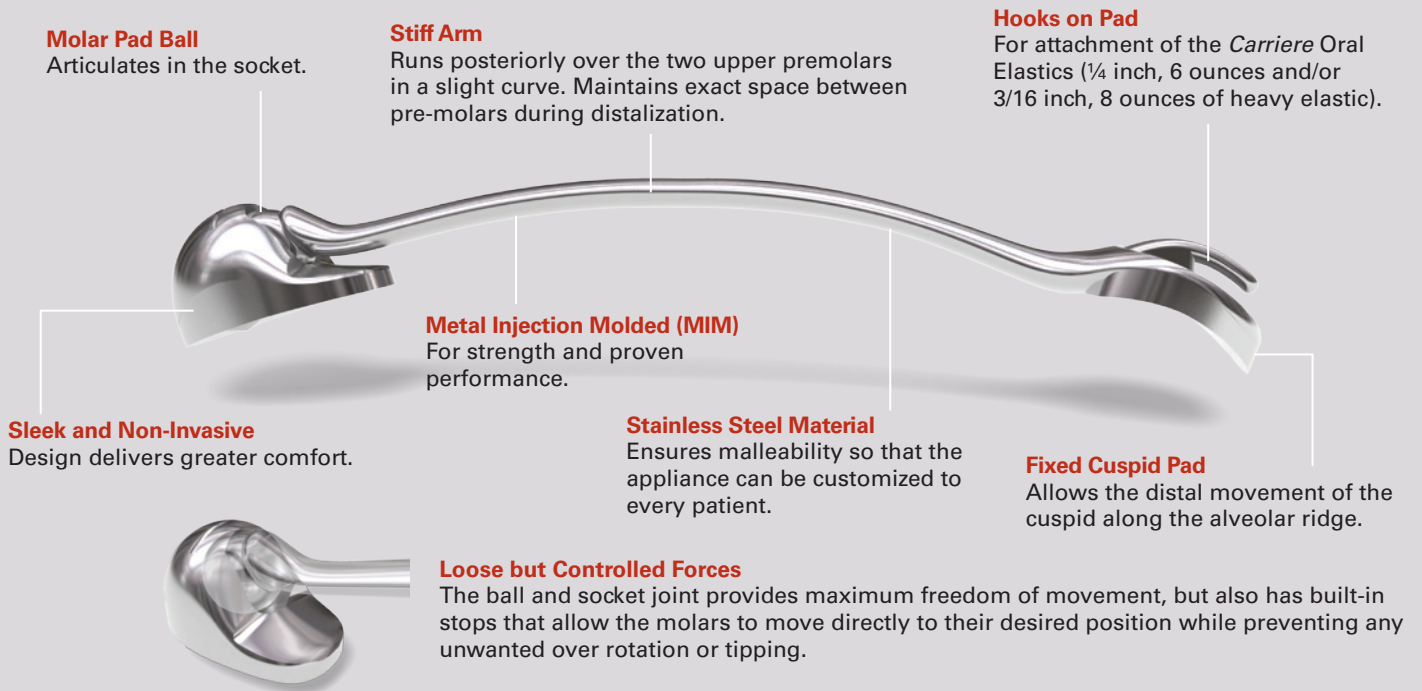 Molar Pad Ball
Articulates in the socket.
Stiff Arm
Runs posteriorly over the two upper premolars
in a slight curve. Maintains exact space between
pre-molars during distalization.
Hooks on Pad
For attachment of the Carriere Oral
Elastics (¼ inch, 6 ounces and/or
3/16 inch, 8 ounces of heavy elastic).
Metal Injection Molded (MIM)
For strength and proven
performance.
Sleek and Non-Invasive
Design delivers greater comfort.
Stainless Steel Material
Ensures malleability so that the
appliance can be customized to
every patient.
Fixed Cuspid Pad
Allows the distal movement of the
cuspid along the alveolar ridge.
Loose but Controlled Forces
The ball and socket joint provides maximum freedom of movement, but also has built-in
stops that allow the molars to move directly to their desired position while preventing any
unwanted over rotation or tipping.